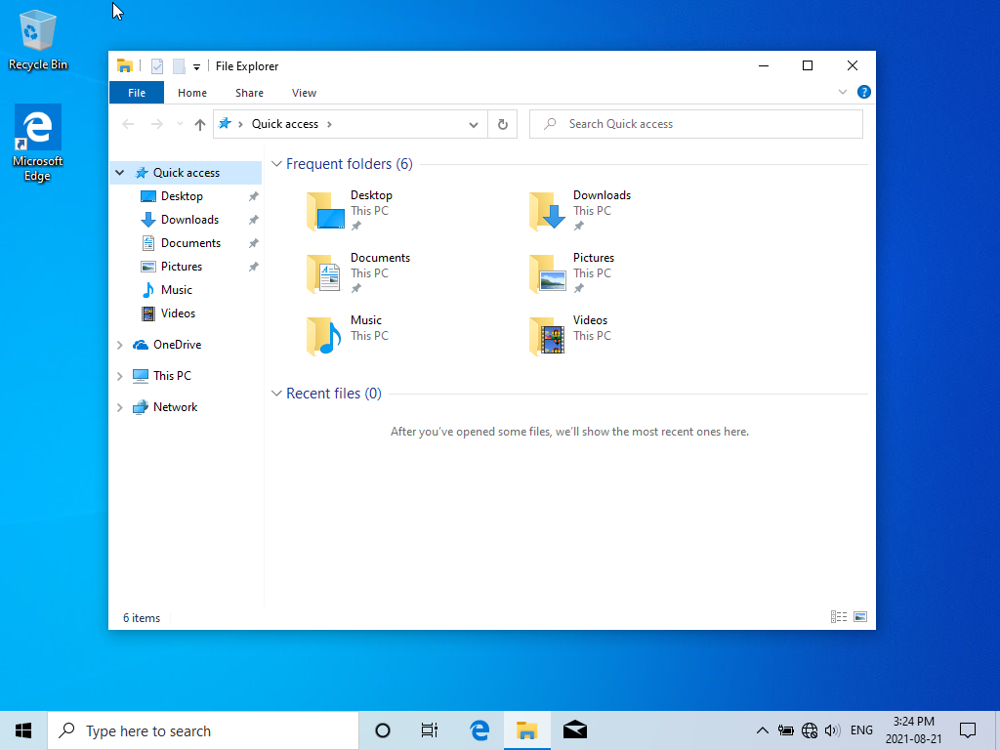 Recycle Bin
Microsoft
Edge
File Explorer
File
Home
Share
View
Quick access
Search Quick access
Quick access
Desktop
Downloads
Documents
Pictures
Music
Videos
OneDrive
This PC
Network
Frequent folders (6)
Desktop
This PC
Downloads
This PC
Documents
This PC
Pictures
This PC
Music
This PC
Videos
This PC
Recent files (0)
After you've opened some files, we'll show the most recent ones here.
6 items
Type here to search
ENG
3:24 PM
2021-08-21